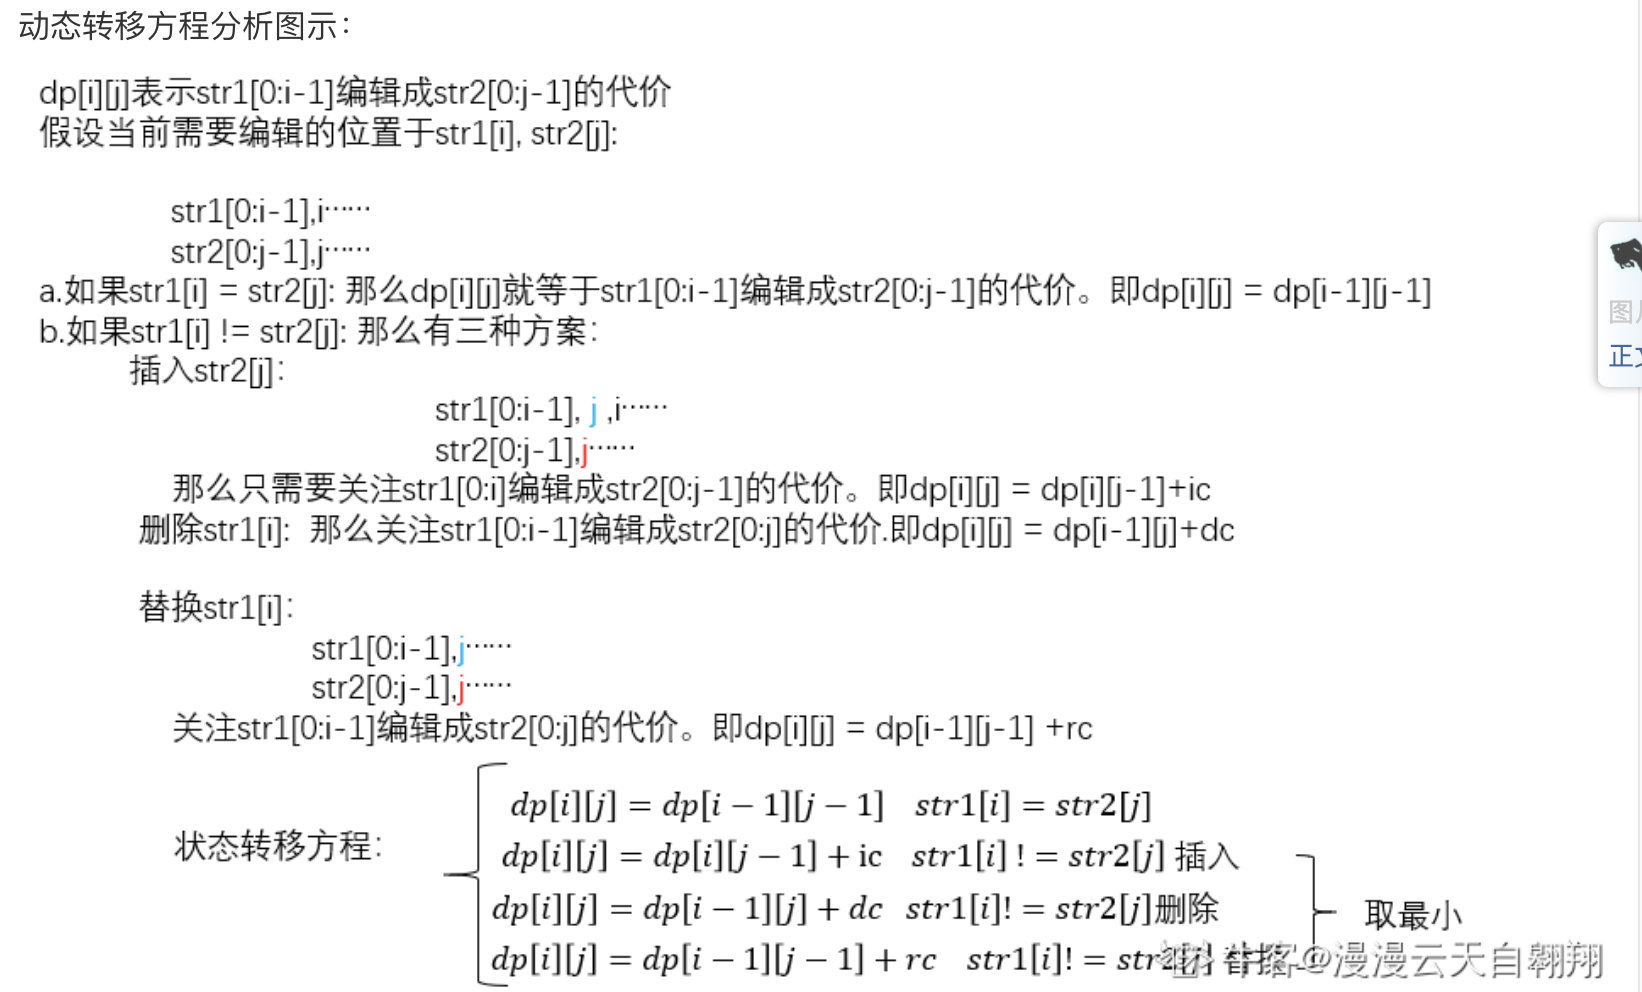 动态转移方程分析图示：
dp[i][j]表示str1[0:i-1]编辑成str2[0:j-1]的代价
假设当前需要编辑的位置于str1[i], str2[j]:
str1[0:i-1],i……
str2[0:j-1],j……
a.如果str1[i] = str2[j]: 那么dp[i][j]就等于str1[0:i-1]编辑成str2[0:j-1]的代价。即dp[i][j] = dp[i-1][j-1]
b.如果str1[i] != str2[j]: 那么有三种方案：
插入str2[j]：
str1[0:i-1], j ,i……
str2[0:j-1],j……
那么只需要关注str1[0:i]编辑成str2[0:j-1]的代价。即dp[i][j] = dp[i][j-1]+ic
删除str1[i]: 那么关注str1[0:i-1]编辑成str2[0:j]的代价.即dp[i][j] = dp[i-1][j]+dc
替换str1[i]：
str1[0:i-1],j……
str2[0:j-1],j……
关注str1[0:i-1]编辑成str2[0:j]的代价。即dp[i][j] = dp[i-1][j-1] +rc
dp[i][j] = dp[i − 1][j − 1] str1[i] = str2[j]
状态转移方程：
dp[i][j] = dp[i][j − 1] + ic str1[i] ! = str2[j] 插入
dp[i][j] = dp[i − 1][j] + dc str1[i]! = str2[j]删除
取最小
dp[i][j] = dp[i − 1][j − 1] + rc str1[i]! = str2[j] 替换
牛客@漫漫云天自翱翔
正文